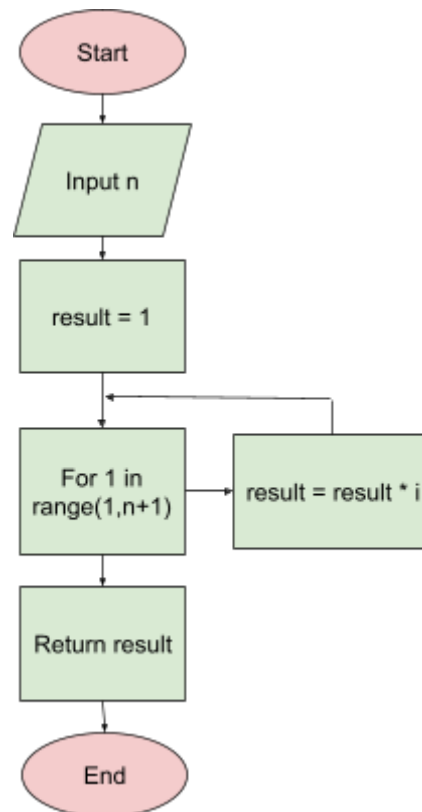 Start
Input n
result = 1
For 1 in
range(1,n+1)
result = result * i
Return result
End